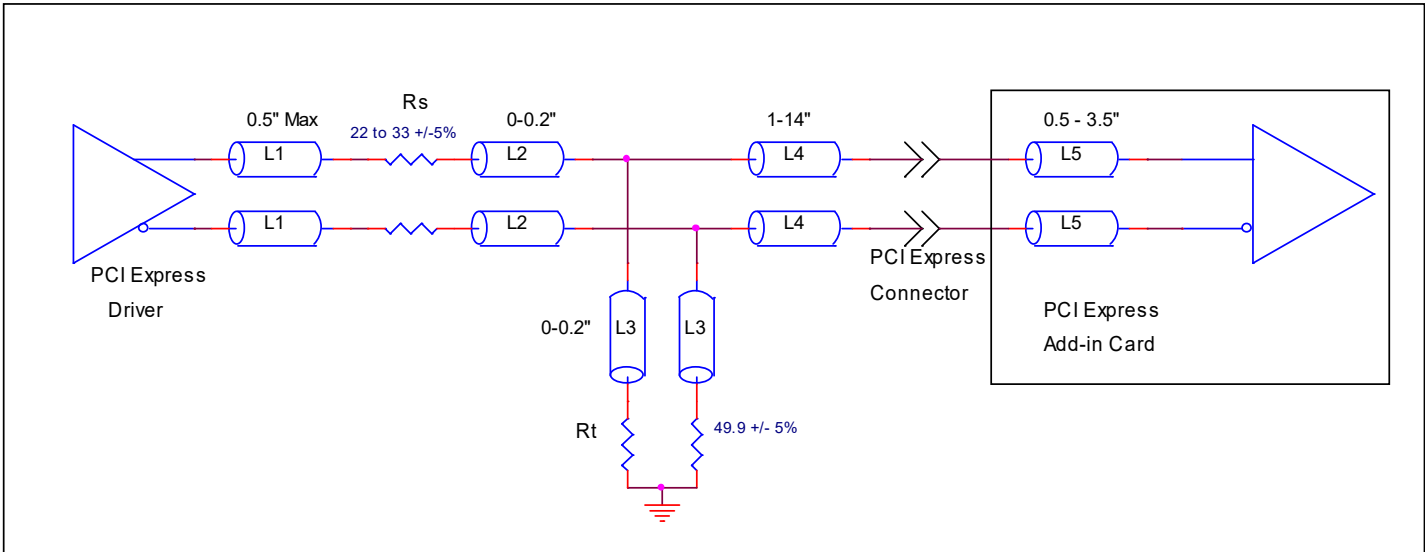 Rs
0.5" Max
22 to 33 +/-5%
0-0.2"
1-14"
0.5 - 3.5"
L1
L2
L4
L5
L1
L2
L4
L5
PCI Express
Driver
PCI Express
Connector
0-0.2"
L3
L3
PCI Express
Add-in Card
Rt
49.9 +/- 5%